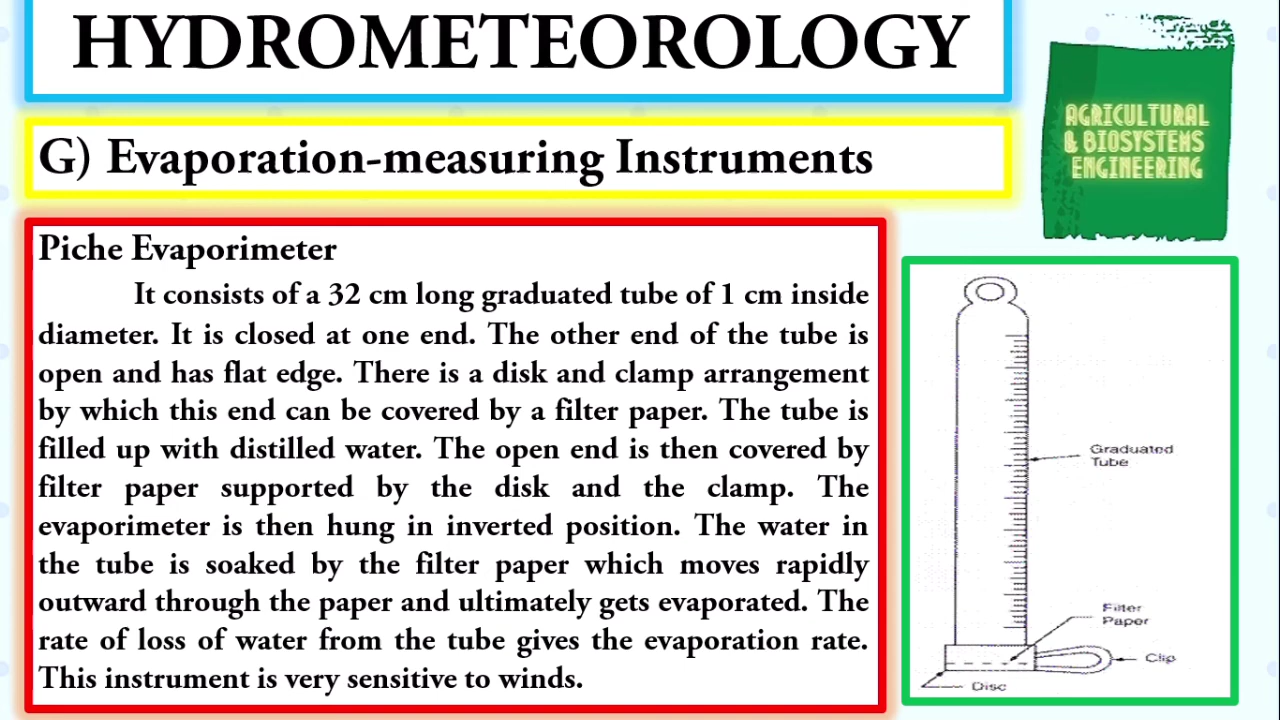 HYDROMETEOROLOGY
AGRICULTURAL
& BIOSYSTEMS
ENGINEERING
G) Evaporation-measuring Instruments
Piche Evaporimeter
It consists of a 32 cm long graduated tube of 1 cm inside
diameter. It is closed at one end. The other end of the tube is
open and has flat edge. There is a disk and clamp arrangement
by which this end can be covered by a filter paper. The tube is
filled up with distilled water. The open end is then covered by
filter paper supported by the disk and the clamp. The
evaporimeter is then hung in inverted position. The water in
the tube is soaked by the filter paper which moves rapidly
outward through the paper and ultimately gets evaporated. The
rate of loss of water from the tube gives the evaporation rate.
This instrument is very sensitive to winds.
Graduated
Tube
Filter
Paper
Clip
Disc